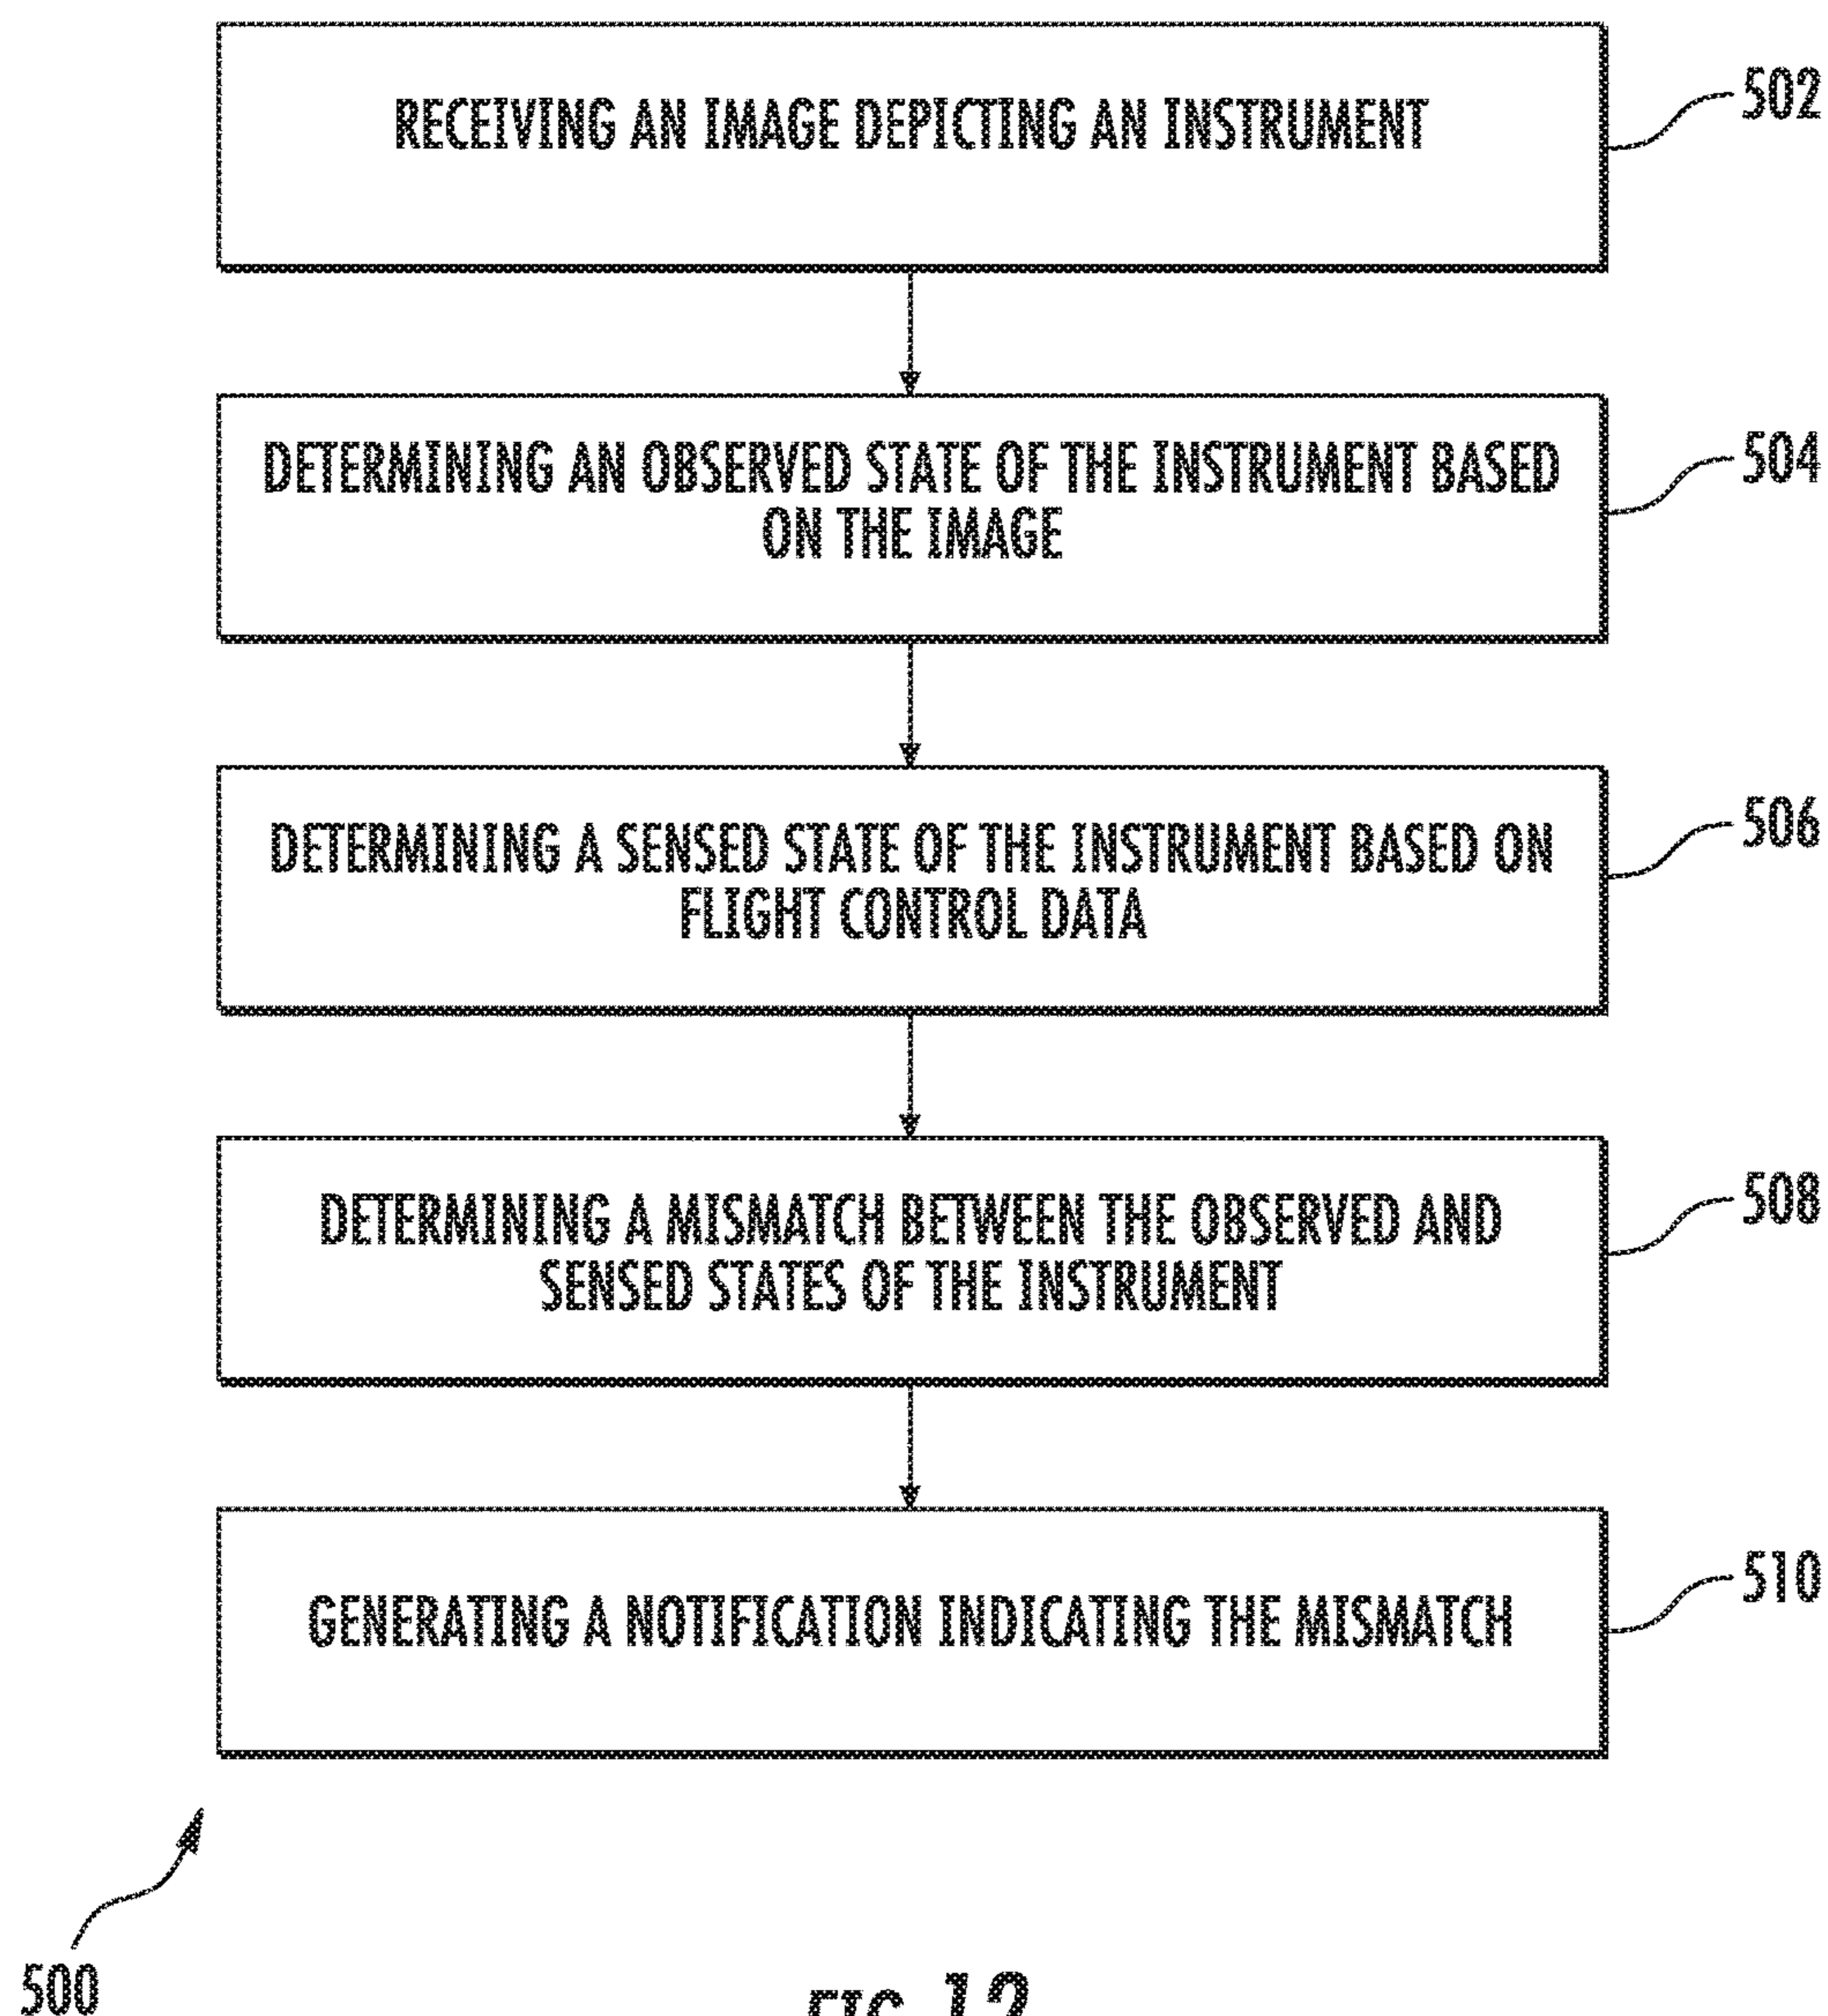 RECEIVING AN IMAGE DEPICTING AN INSTRUMENT
502
DETERMINING AN OBSERVED STATE OF THE INSTRUMENT BASED
ON THE IMAGE
504
DETERMINING A SENSED STATE OF THE INSTRUMENT BASED ON
FLIGHT CONTROL DATA
506
DETERMINING A MISMATCH BETWEEN THE OBSERVED AND
SENSED STATES OF THE INSTRUMENT
508
GENERATING A NOTIFICATION INDICATING THE MISMATCH
510
500
FIG. 12